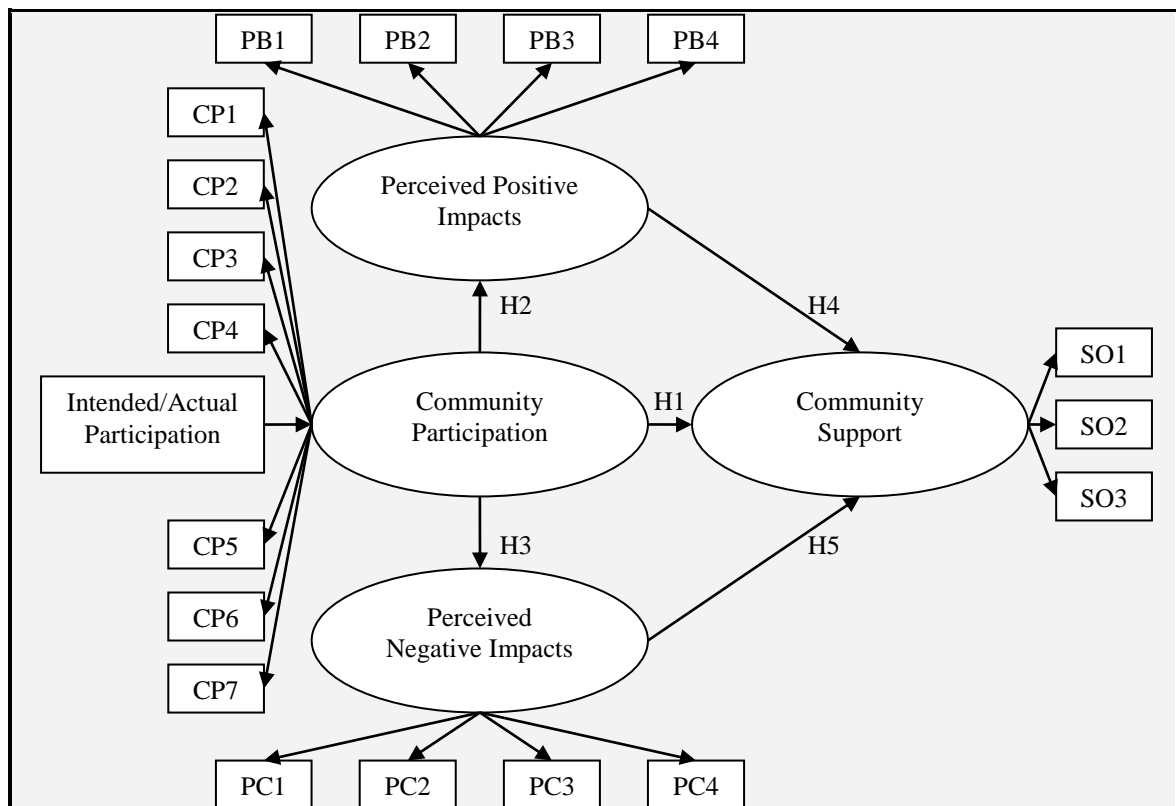 PB1
PB2
PB3
PB4
CP1
CP2
CP3
CP4
Perceived Positive
Impacts
H2
H4
Intended/Actual
Participation
Community
Participation
H1
Community
Support
SO1
SO2
SO3
CP5
CP6
CP7
H3
H5
Perceived
Negative Impacts
PC1
PC2
PC3
PC4